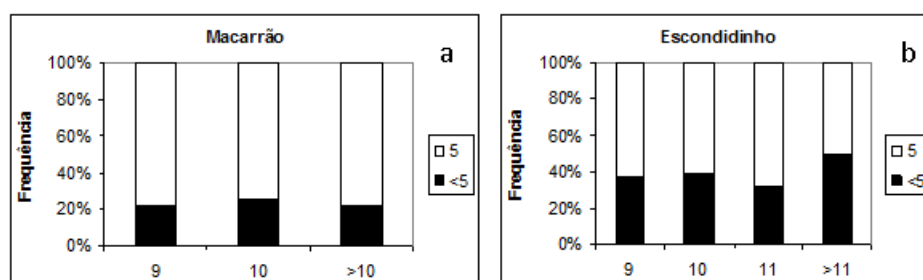 Macarrão
a
100%
80%
60%
40%
20%
0%
Frequência
9 10 >10
5
<5
Escondidinho
b
100%
80%
60%
40%
20%
0%
Frequência
9 10 11 >11
5
<5